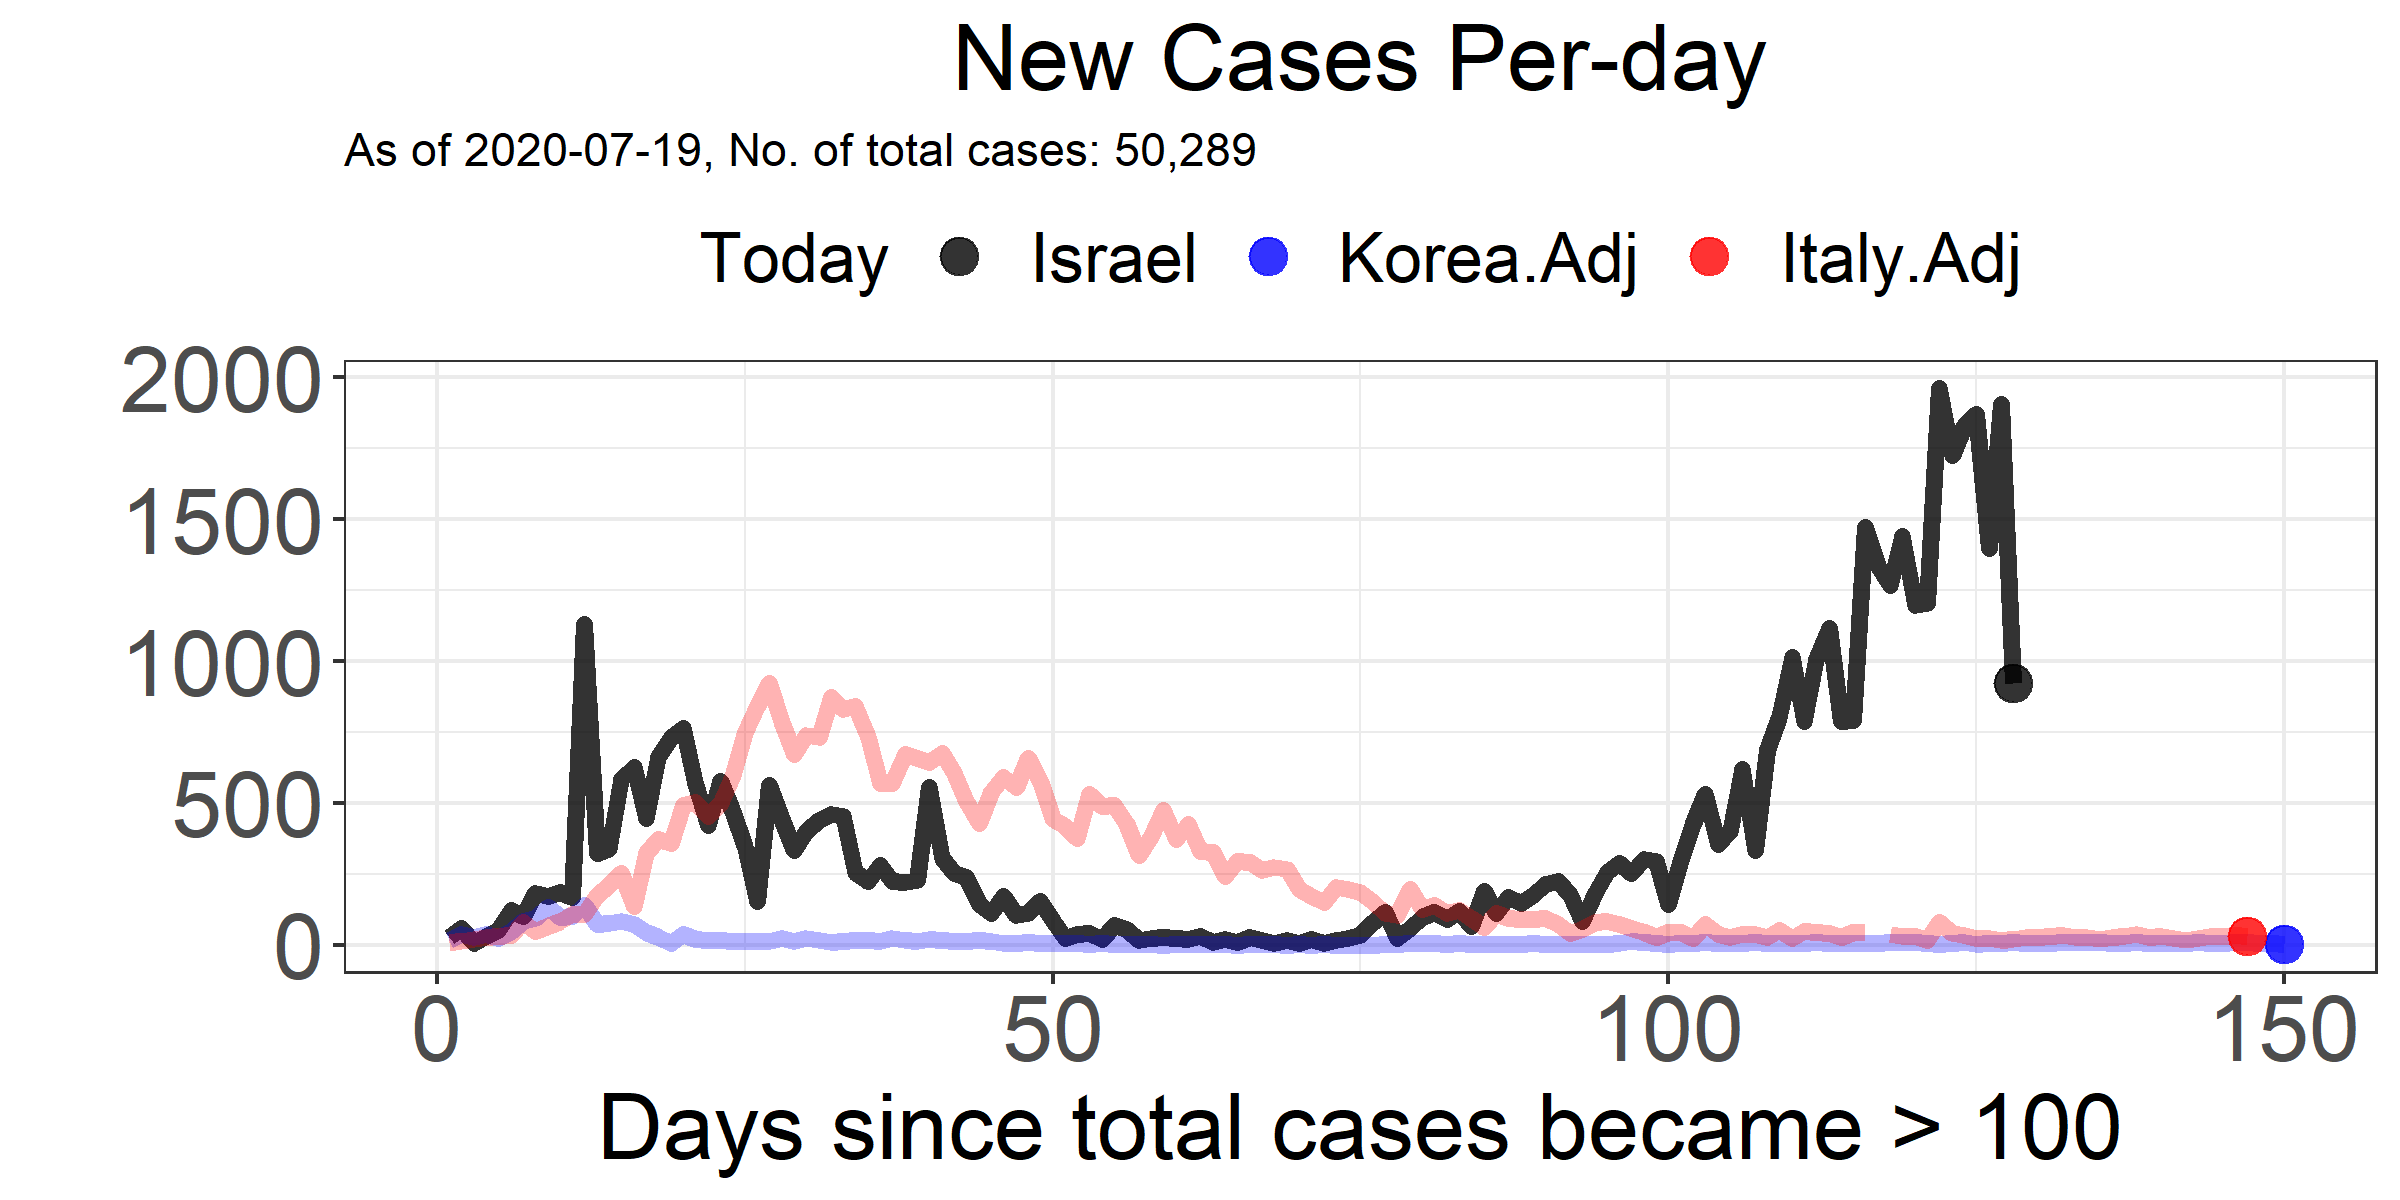 New Cases Per-day
As of 2020-07-19, No. of total cases: 50,289
Today Israel Korea.Adj Italy.Adj
2000
1500
1000
500
0
0 50 100 150
Days since total cases became > 100